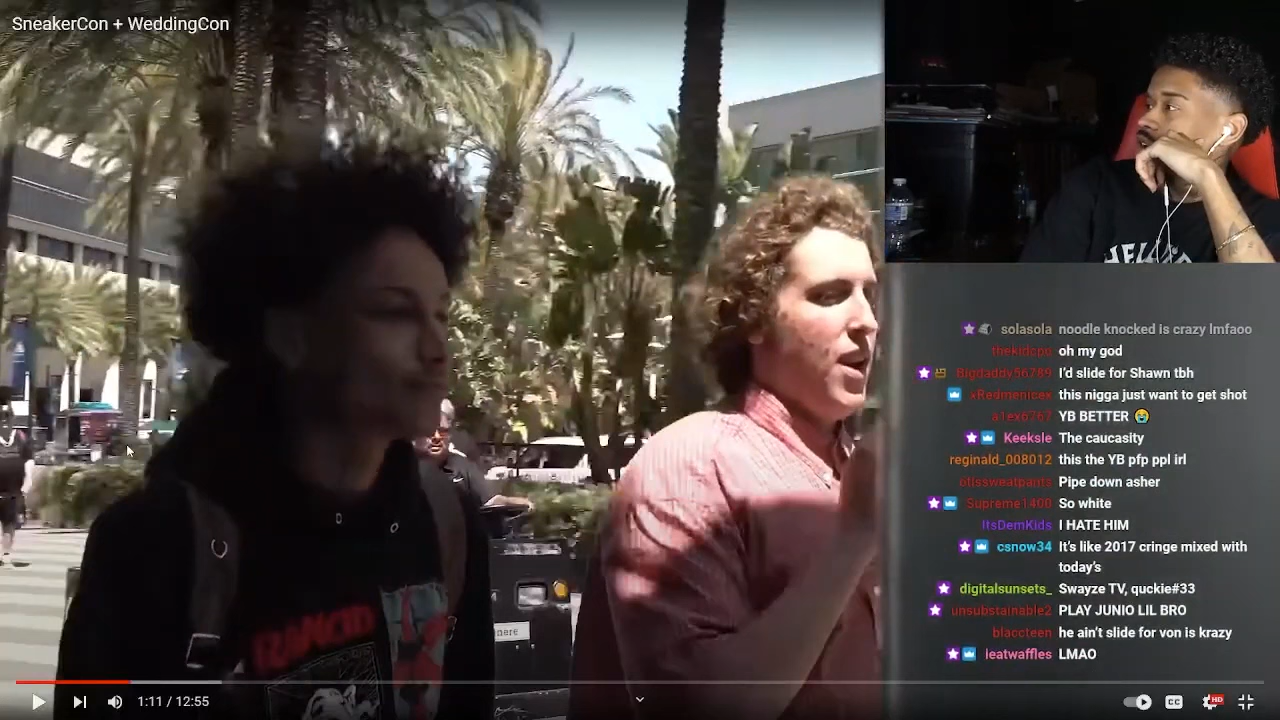 SneakerCon + WeddingCon
solasola noodle knocked is crazy lmfaoo
oh my god
Bigdaddy56789 I'd slide for Shawn tbh
xRedmenicex this nigga just want to get shot
a1ex6767 YB BETTER 😭
Keeksle The caucasity
reginald_008012 this the YB pfp ppl irl
otissweatpants Pipe down asher
Supreme1400 So white
ItsDemKids I HATE HIM
csnow34 It's like 2017 cringe mixed with
today's
digitalsunsets_ Swayze TV, quckie#33
unsubstainable2 PLAY JUNIO LIL BRO
blaccteen he ain't slide for von is krazy
ieatwaffles LMAO
1:11 / 12:55
CC
HD